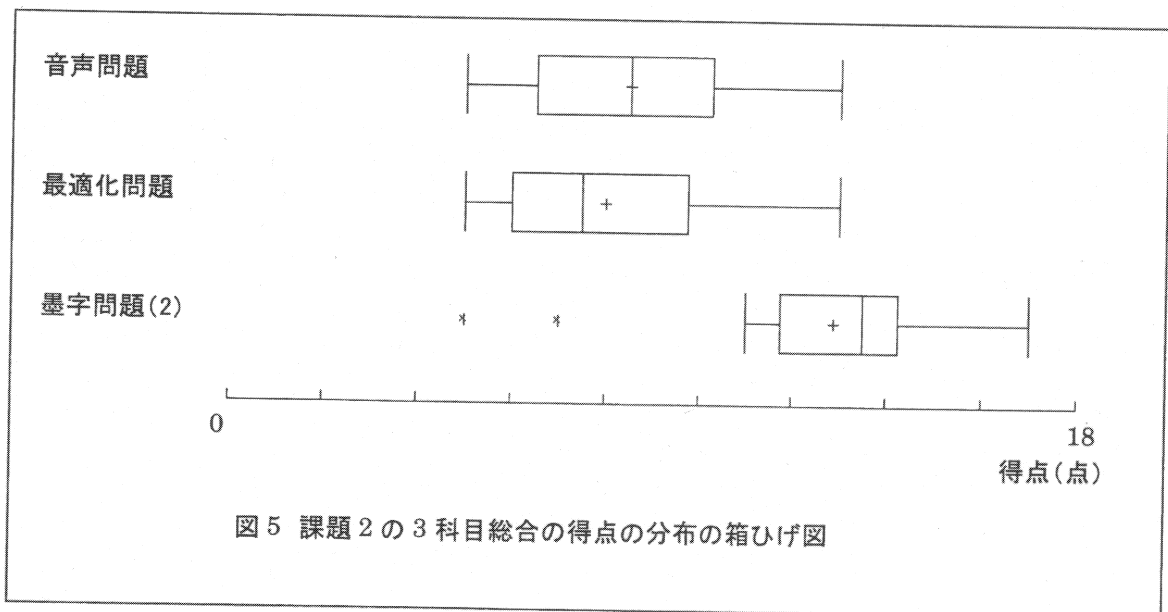 音声問題
最適化問題
墨字問題(2)
0
18
得点(点)
図5 課題2の3科目総合の得点の分布の箱ひげ図